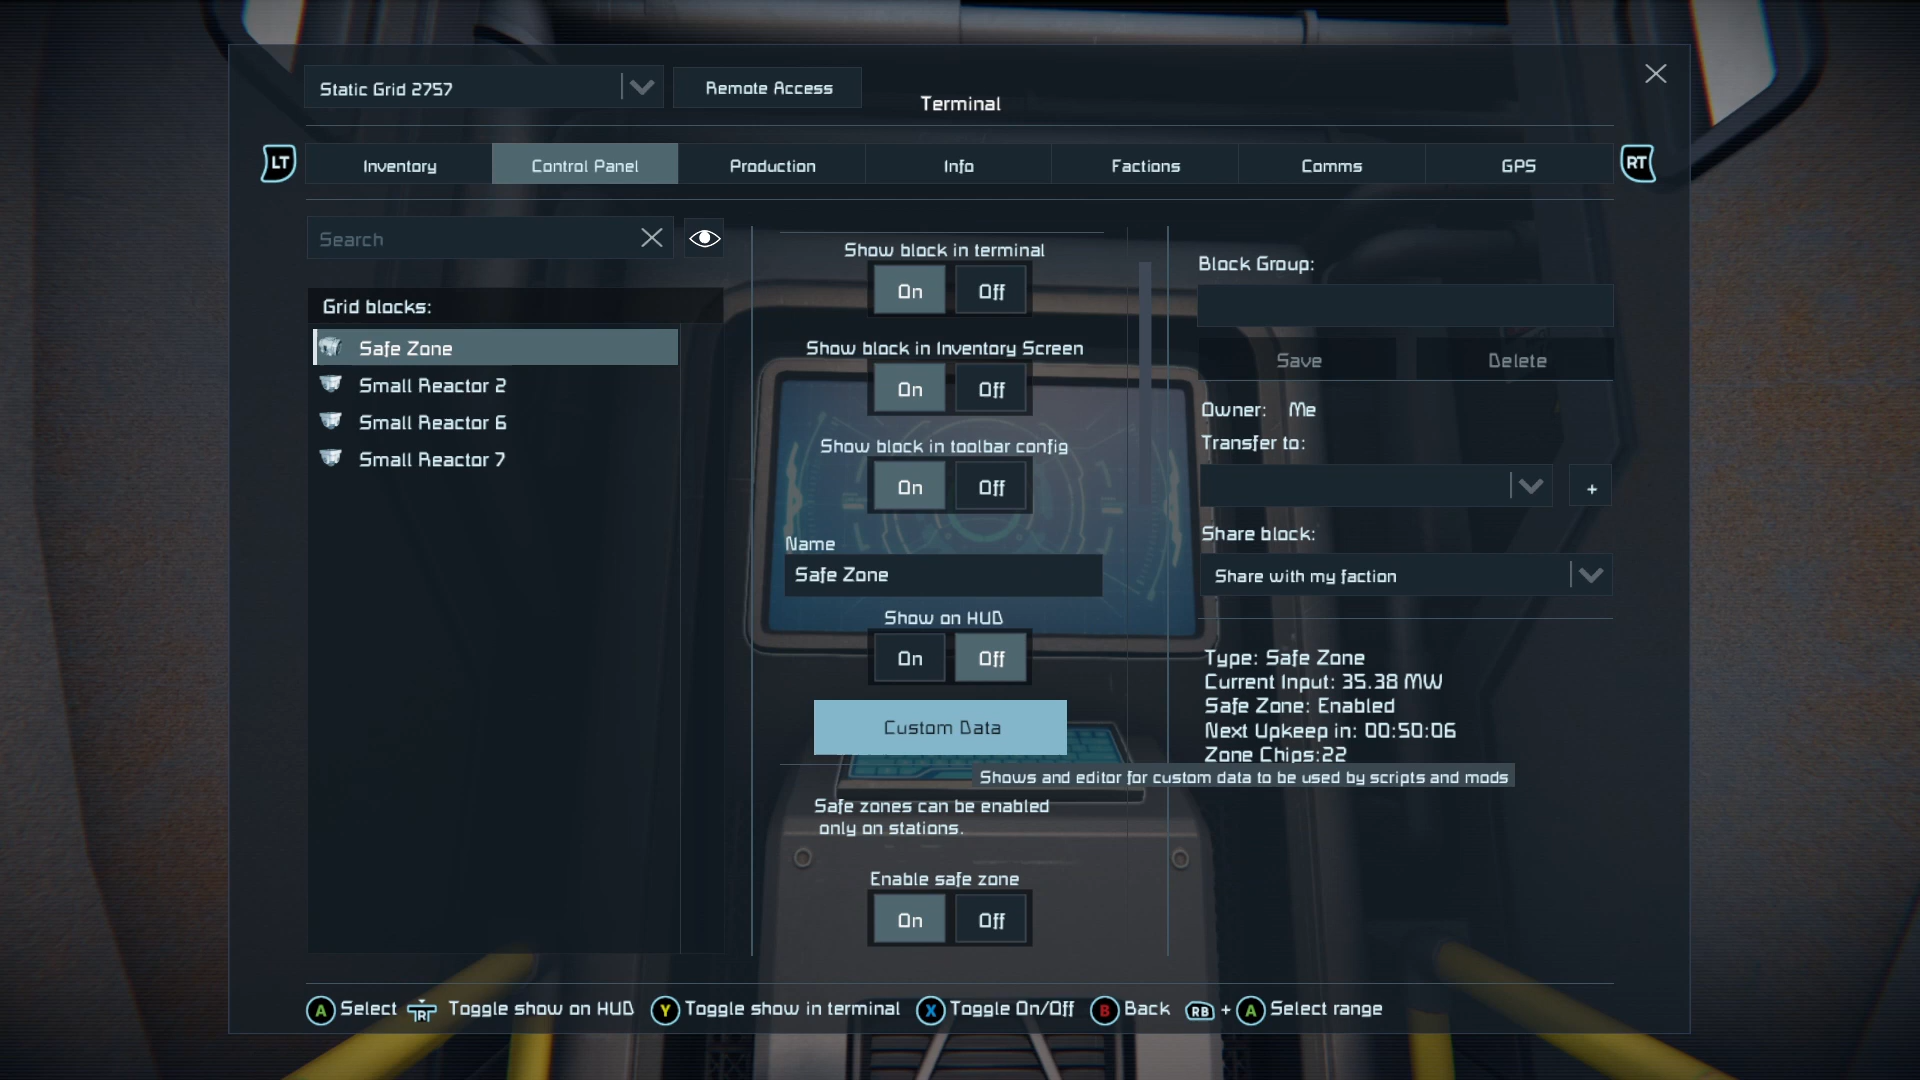 Static Grid 2757
Remote Access
Terminal
LT
Inventory
Control Panel
Production
Info
Factions
Comms
GPS
RT
Search
Grid blocks:
Safe Zone
Small Reactor 2
Small Reactor 6
Small Reactor 7
Show block in terminal
On Off
Show block in Inventory Screen
On Off
Show block in toolbar config
On Off
Name
Safe Zone
Show on HUD
On Off
Custom Data
Shows and editor for custom data to be used by scripts and mods
Safe zones can be enabled
only on stations.
Enable safe zone
On Off
Block Group:
Save Delete
Owner: Me
Transfer to:
+
Share block:
Share with my faction
Type: Safe Zone
Current Input: 35.38 MW
Safe Zone: Enabled
Next Upkeep in: 00:50:06
Zone Chips:22
A Select R Toggle show on HUD Y Toggle show in terminal X Toggle On/Off B Back RB + A Select range